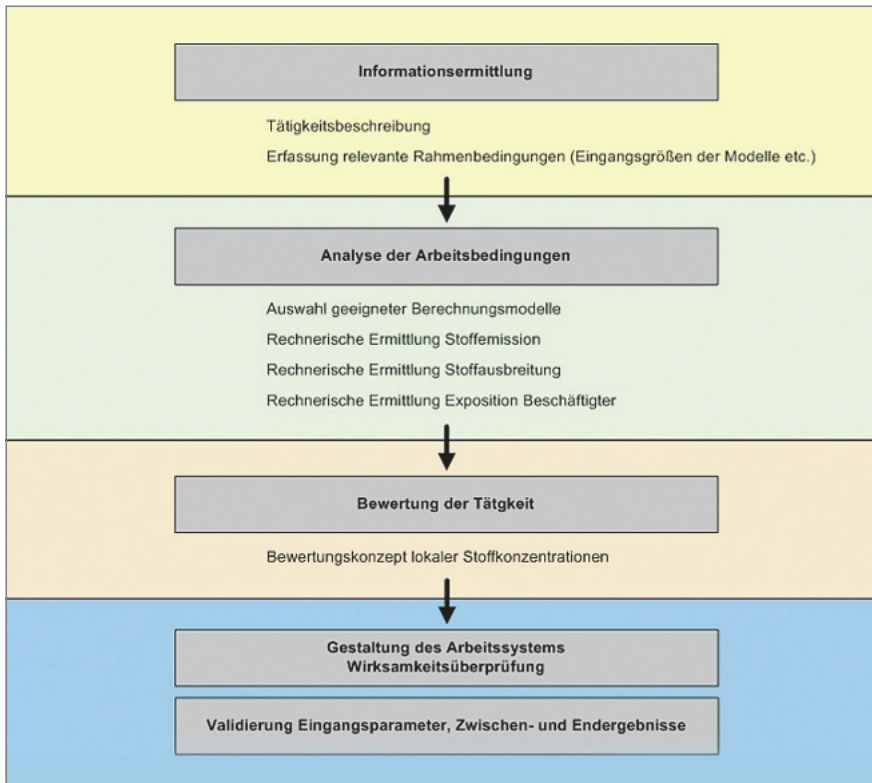 Informationsermittlung
Tätigkeitsbeschreibung
Erfassung relevante Rahmenbedingungen (Eingangsgrößen der Modelle etc.)
Analyse der Arbeitsbedingungen
Auswahl geeigneter Berechnungsmodelle
Rechnerische Ermittlung Stoffemission
Rechnerische Ermittlung Stoffausbreitung
Rechnerische Ermittlung Exposition Beschäftigter
Bewertung der Tätgkeit
Bewertungskonzept lokaler Stoffkonzentrationen
Gestaltung des Arbeitssystems
Wirksamkeitsüberprüfung
Validierung Eingangsparameter, Zwischen- und Endergebnisse